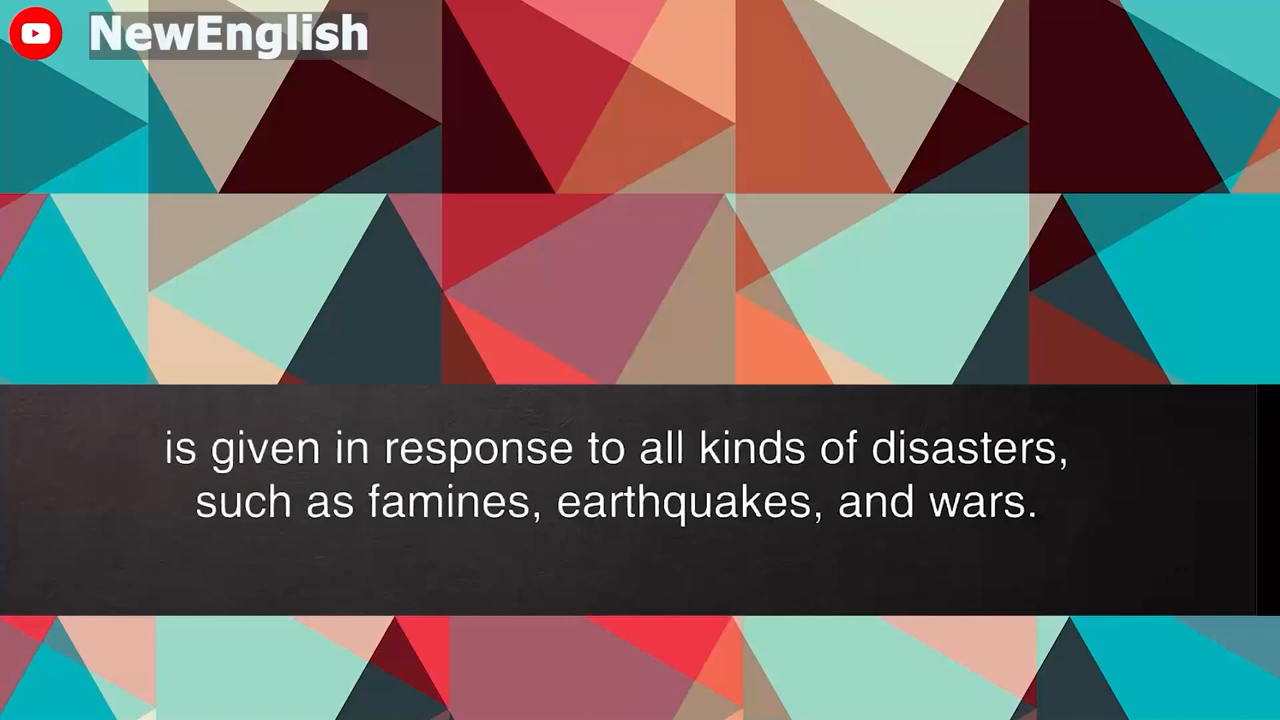 NewEnglish
is given in response to all kinds of disasters,
such as famines, earthquakes, and wars.